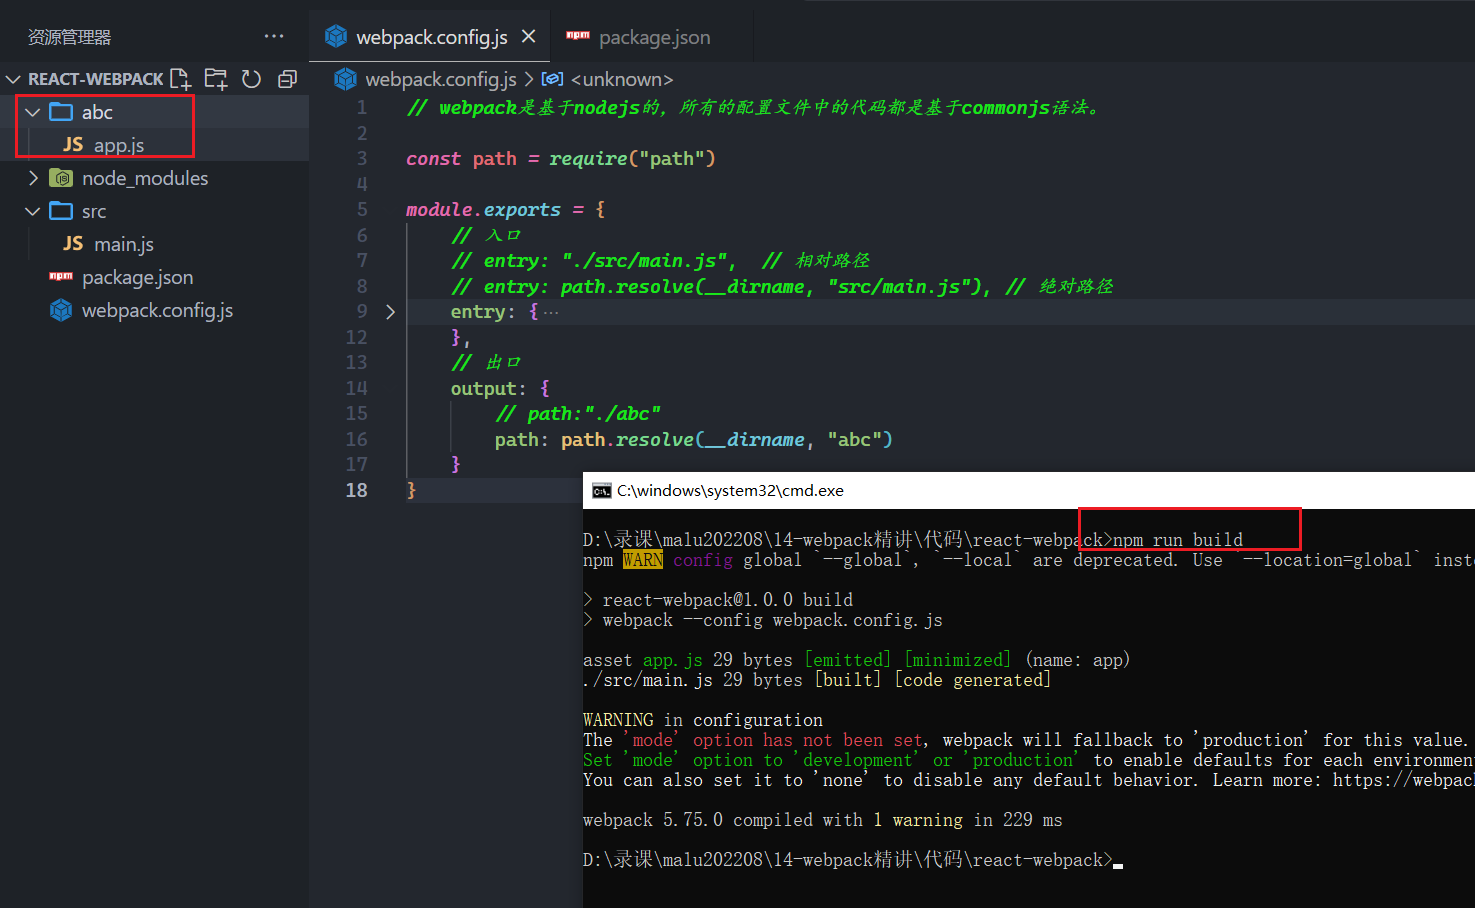 资源管理器 ···
webpack.config.js
package.json
REACT-WEBPACK
abc
JS app.js
node_modules
src
JS main.js
package.json
webpack.config.js
webpack.config.js > <unknown>
1 // webpack是基于nodejs的，所有的配置文件中的代码都是基于commonjs语法。
2
3 const path = require("path")
4
5 module.exports = {
6 // 入口
7 // entry: "./src/main.js",  // 相对路径
8 // entry: path.resolve(__dirname, "src/main.js"), // 绝对路径
9 entry: { ···
12 },
13 // 出口
14 output: {
15 // path:"./abc"
16 path: path.resolve(__dirname, "abc")
17 }
18 }
C:\windows\system32\cmd.exe
D:\录课\malu202208\14-webpack精讲\代码\react-webpack>npm run build
npm WARN config global `--global`, `--local` are deprecated. Use `--location=global` inst
> react-webpack@1.0.0 build
> webpack --config webpack.config.js
asset app.js 29 bytes [emitted] [minimized] (name: app)
./src/main.js 29 bytes [built] [code generated]
WARNING in configuration
The 'mode' option has not been set, webpack will fallback to 'production' for this value.
Set 'mode' option to 'development' or 'production' to enable defaults for each environmen
You can also set it to 'none' to disable any default behavior. Learn more: https://webpac
webpack 5.75.0 compiled with 1 warning in 229 ms
D:\录课\malu202208\14-webpack精讲\代码\react-webpack>